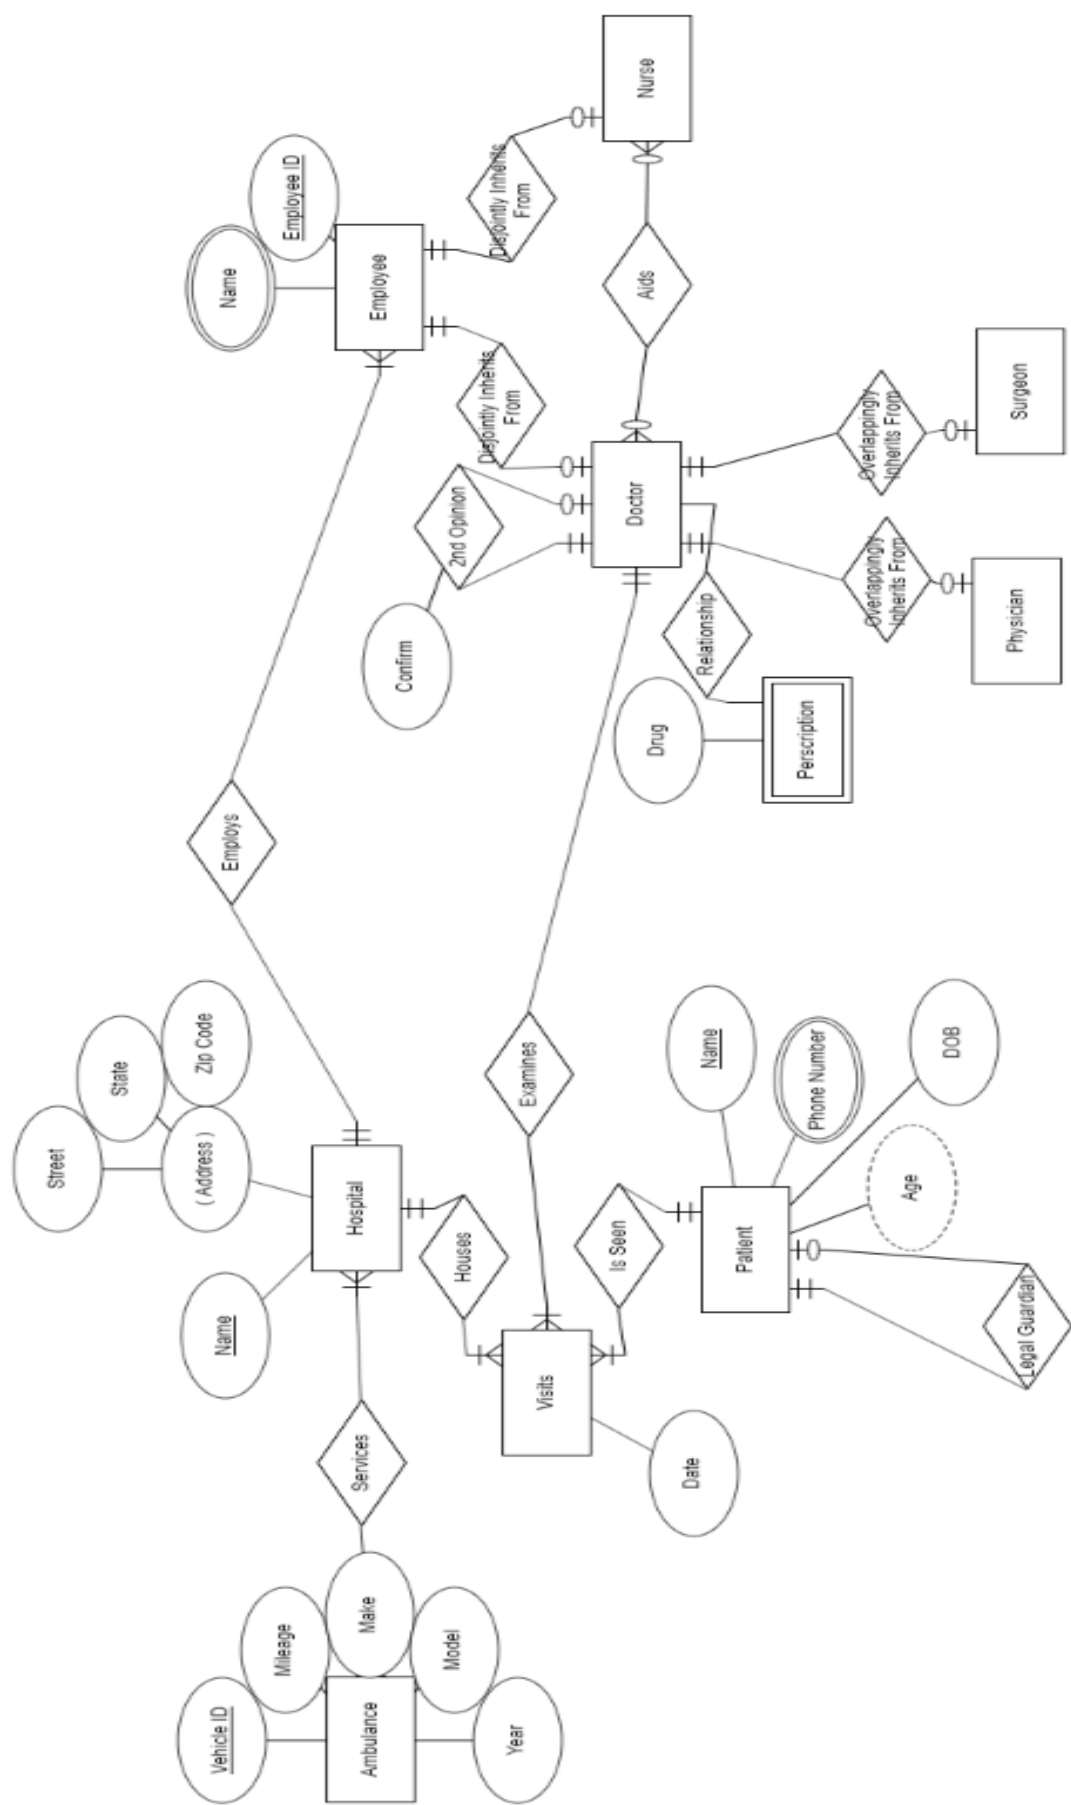 Vehicle ID
Mileage
Make
Model
Year
Ambulance
Services
Name
Street
State
Zip Code
( Address )
Hospital
Houses
Visits
Date
Is Seen
Patient
Name
Phone Number
DOB
Age
Legal Guardian
Examines
Employs
Name
Employee ID
Employee
Disjointly Inherits
From
Disjointly Inherits
From
Nurse
Aids
Doctor
2nd Opinion
Confirm
Relationship
Drug
Perscription
Overlappingly
Inherits From
Physician
Overlappingly
Inherits From
Surgeon